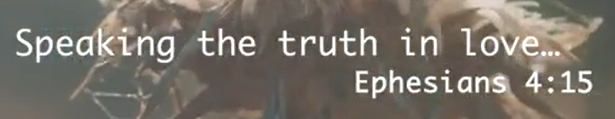 Speaking the truth in love…
Ephesians 4:15